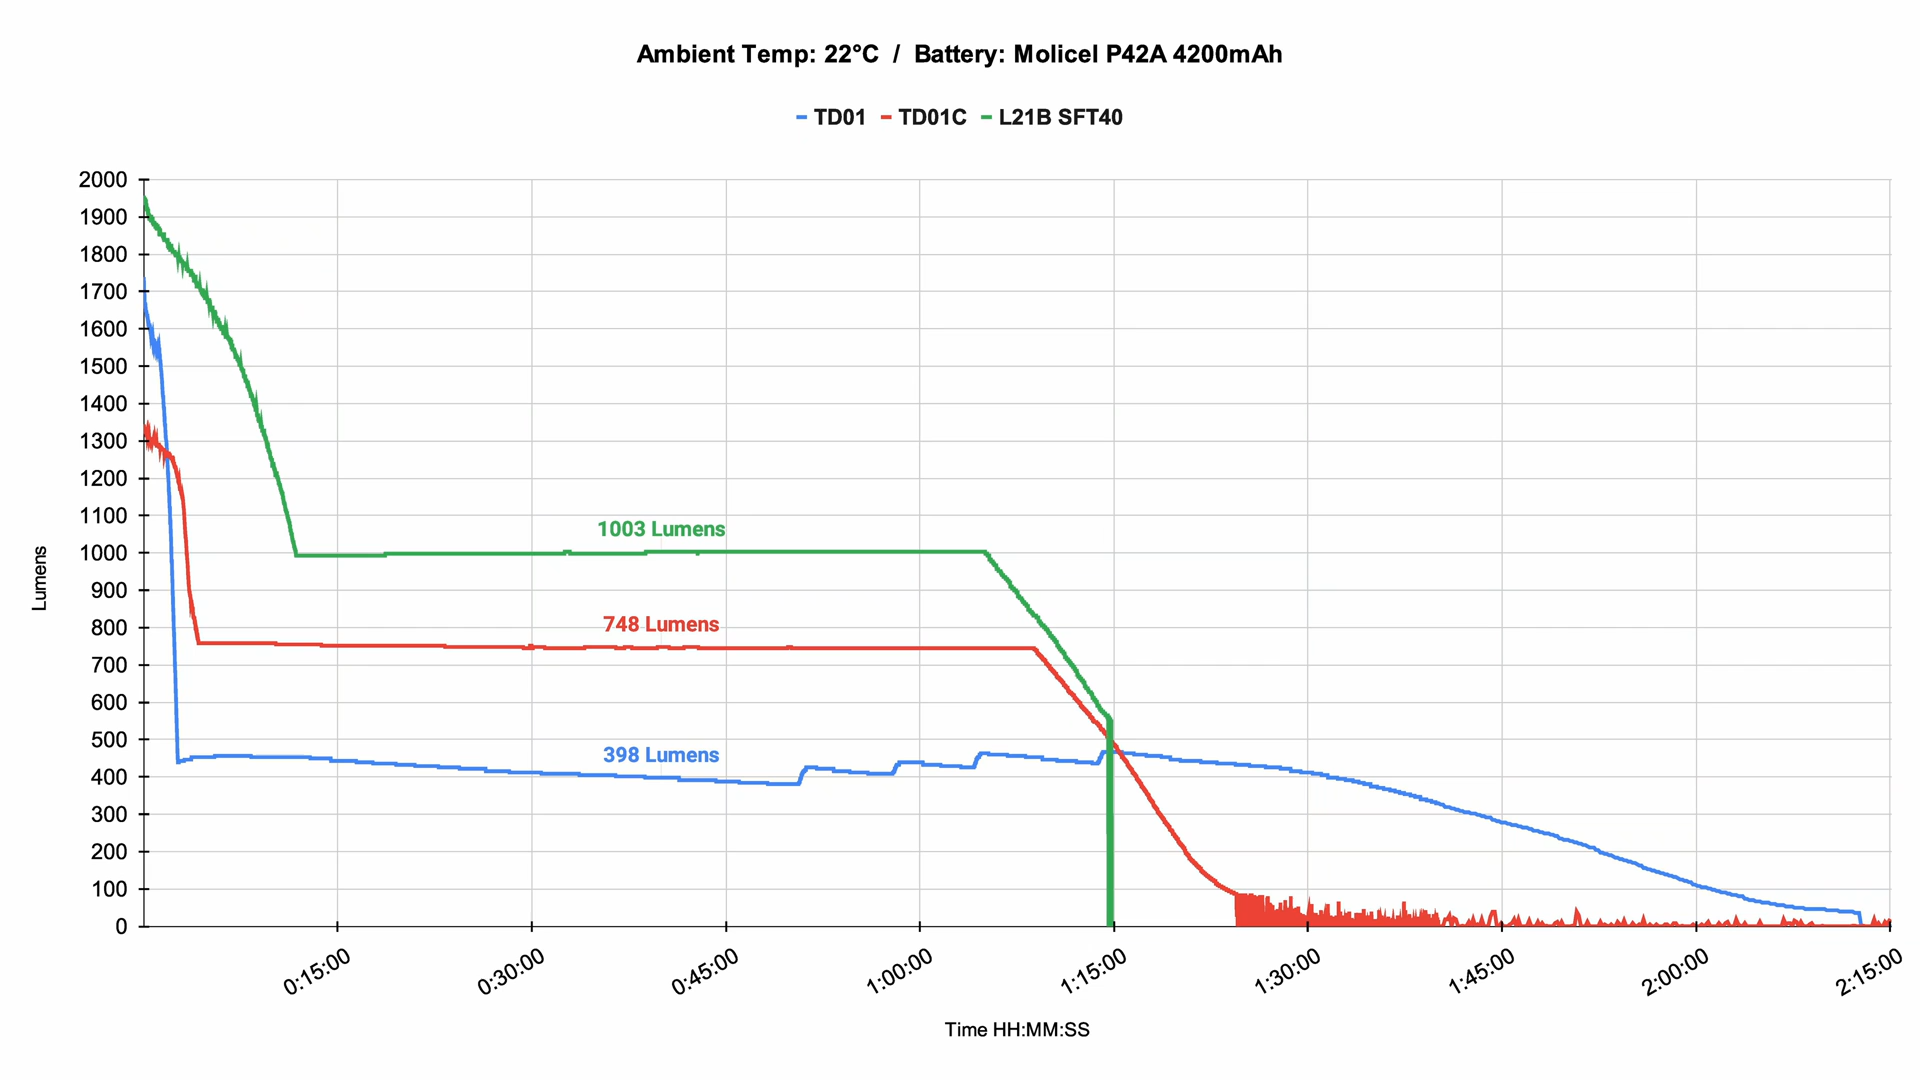 Ambient Temp: 22°C / Battery: Molicel P42A 4200mAh
TD01 TD01C L21B SFT40
2000
1900
1800
1700
1600
1500
1400
1300
1200
1100
1000
900
800
700
600
500
400
300
200
100
0
Lumens
1003 Lumens
748 Lumens
398 Lumens
0:15:00 0:30:00 0:45:00 1:00:00 1:15:00 1:30:00 1:45:00 2:00:00 2:15:00
Time HH:MM:SS